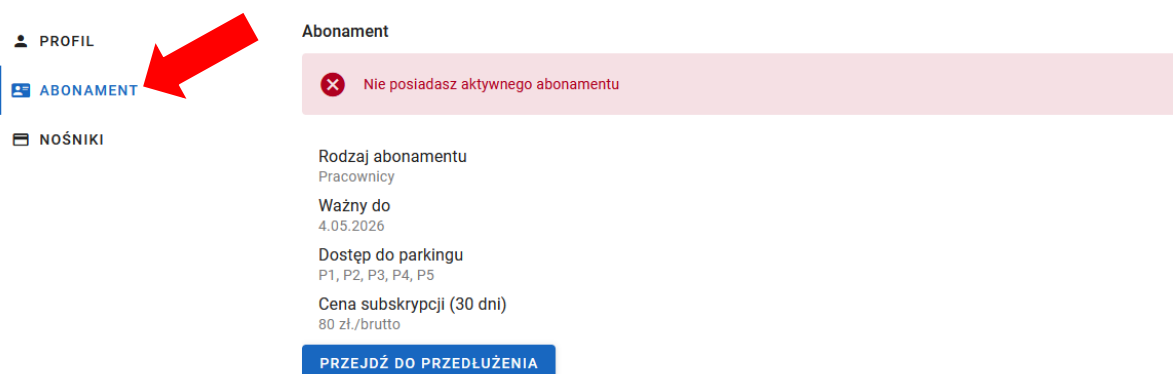 PROFIL
ABONAMENT
NOŚNIKI
Abonament
Nie posiadasz aktywnego abonamentu
Rodzaj abonamentu
Pracownicy
Ważny do
4.05.2026
Dostęp do parkingu
P1, P2, P3, P4, P5
Cena subskrypcji (30 dni)
80 zł./brutto
PRZEJDŹ DO PRZEDŁUŻENIA